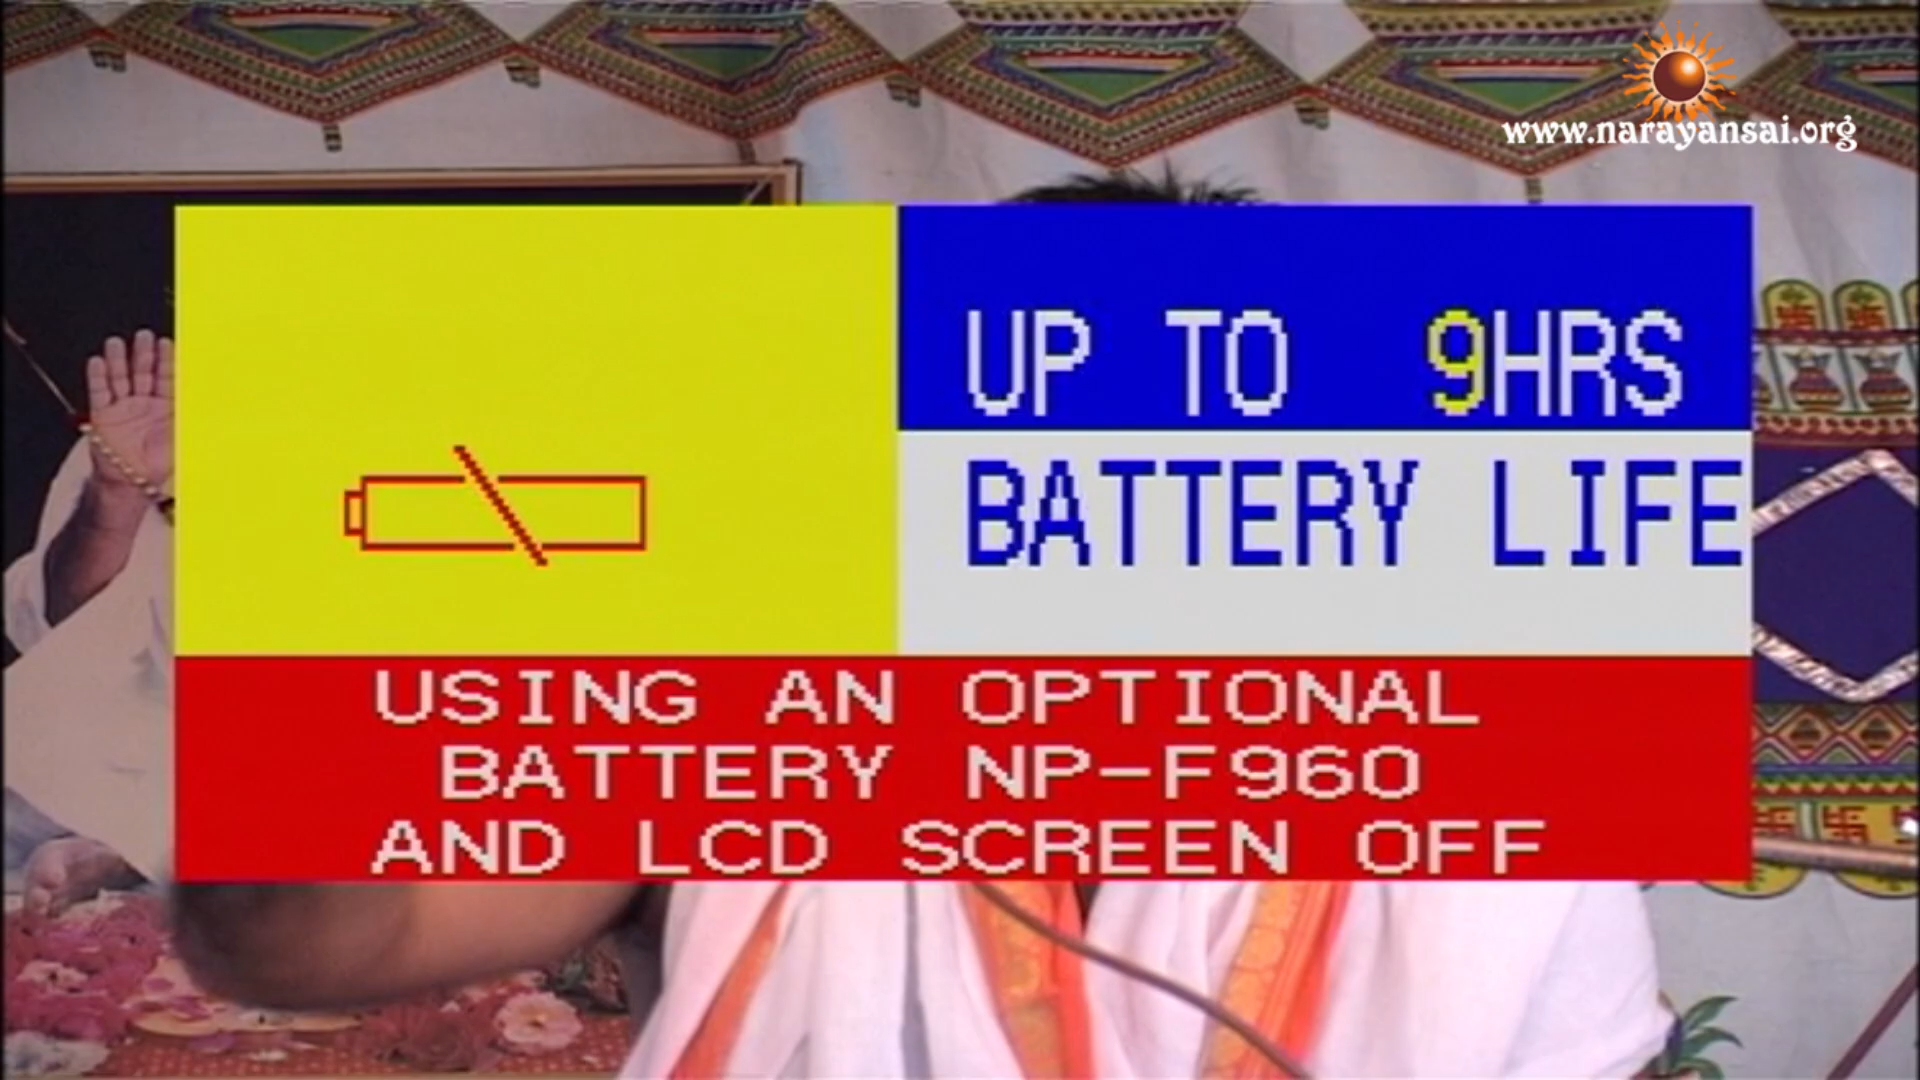 www.narayansai.org
UP TO 9HRS
BATTERY LIFE
USING AN OPTIONAL
BATTERY NP-F960
AND LCD SCREEN OFF